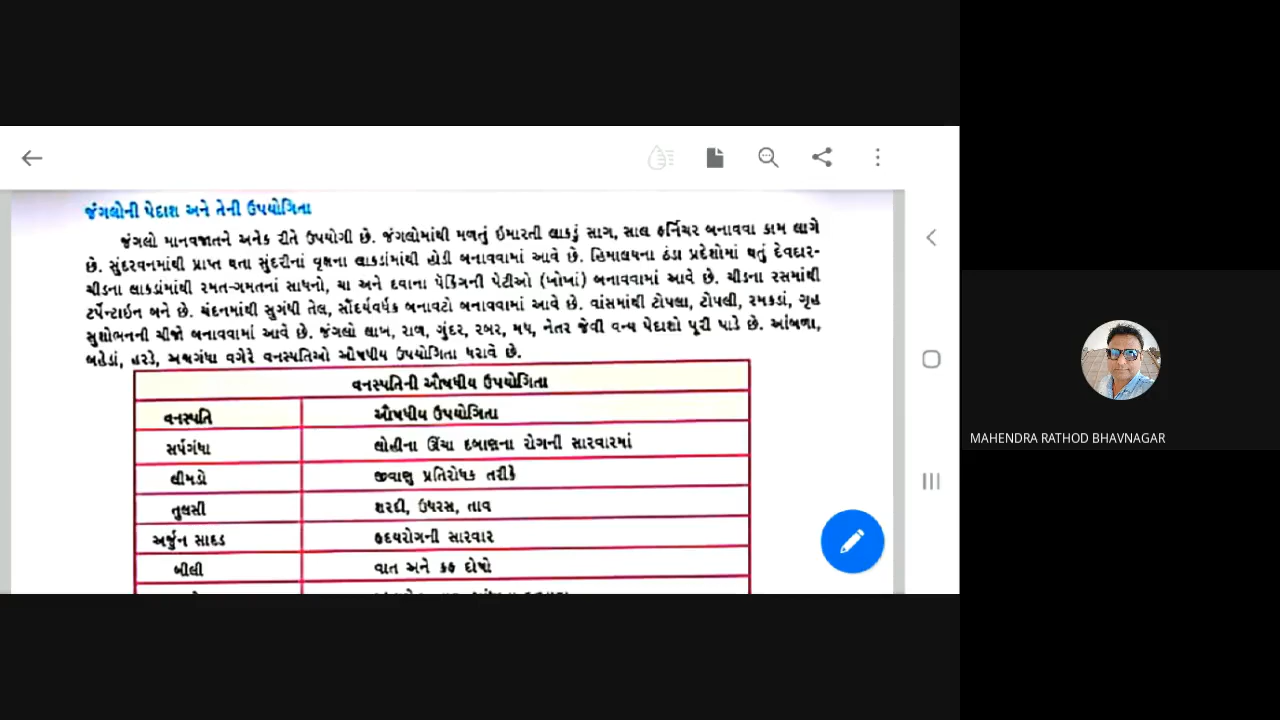 જંગલોની પેદાશ અને તેની ઉપયોગિતા
જંગલો માનવજાતને અનેક રીતે ઉપયોગી છે. જંગલોમાંથી મળતું ઇમારતી લાકડું સાગ, સાલ ફર્નિચર બનાવવા કામ લાગે
છે. સુંદરવનમાંથી પ્રાપ્ત થતા સુંદરીનાં વૃક્ષના લાકડાંમાંથી હોડી બનાવવામાં આવે છે. હિમાલયના ઠંડા પ્રદેશોમાં થતું દેવદાર-
ચીડના લાકડાંમાંથી રમત-ગમતનાં સાધનો, ચા અને દવાના પૅકિંગની પેટીઓ (ખોખાં) બનાવવામાં આવે છે. ચીડના રસમાંથી
ટર્પેન્ટાઇન બને છે. ચંદનમાંથી સુગંધી તેલ, સૌંદર્યવર્ધક બનાવટો બનાવવામાં આવે છે. વાંસમાંથી ટોપલા, ટોપલી, રમકડાં, ગૃહ
સુશોભનની ચીજો બનાવવામાં આવે છે. જંગલો લાખ, રાળ, ગુંદર, રબર, મધ, નેતર જેવી વન્ય પેદાશો પૂરી પાડે છે. આંબળા,
બહેડાં, હરડે, અશ્વગંધા વગેરે વનસ્પતિઓ ઔષધીય ઉપયોગિતા ધરાવે છે.
વનસ્પતિની ઔષધીય ઉપયોગિતા
વનસ્પતિ ઔષધીય ઉપયોગિતા
સર્પગંધા લોહીના ઊંચા દબાણના રોગની સારવારમાં
લીમડો જીવાણુ પ્રતિરોધક તરીકે
તુલસી શરદી, ઉધરસ, તાવ
અર્જુન સાદડ હૃદયરોગની સારવાર
બીલી વાત અને કફ દોષો
MAHENDRA RATHOD BHAVNAGAR